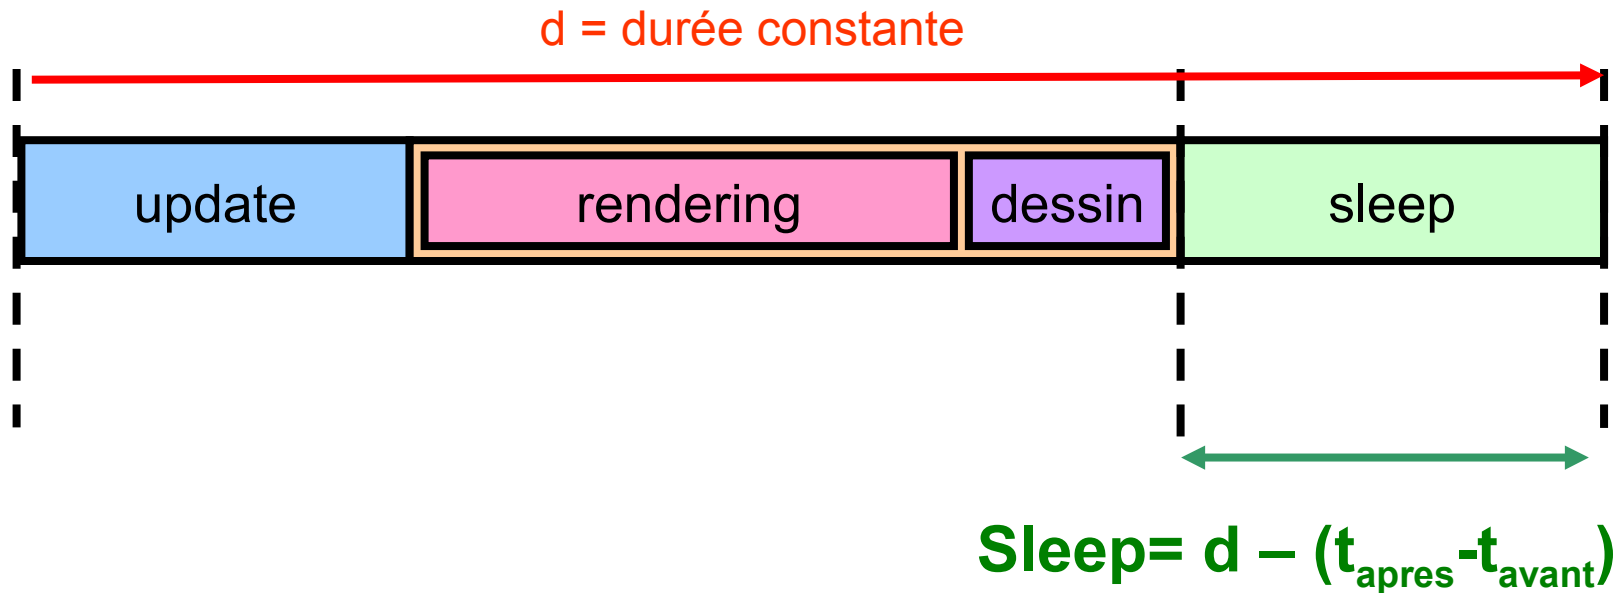 d = durée constante
update rendering dessin sleep
Sleep= d – (tapres-tavant)